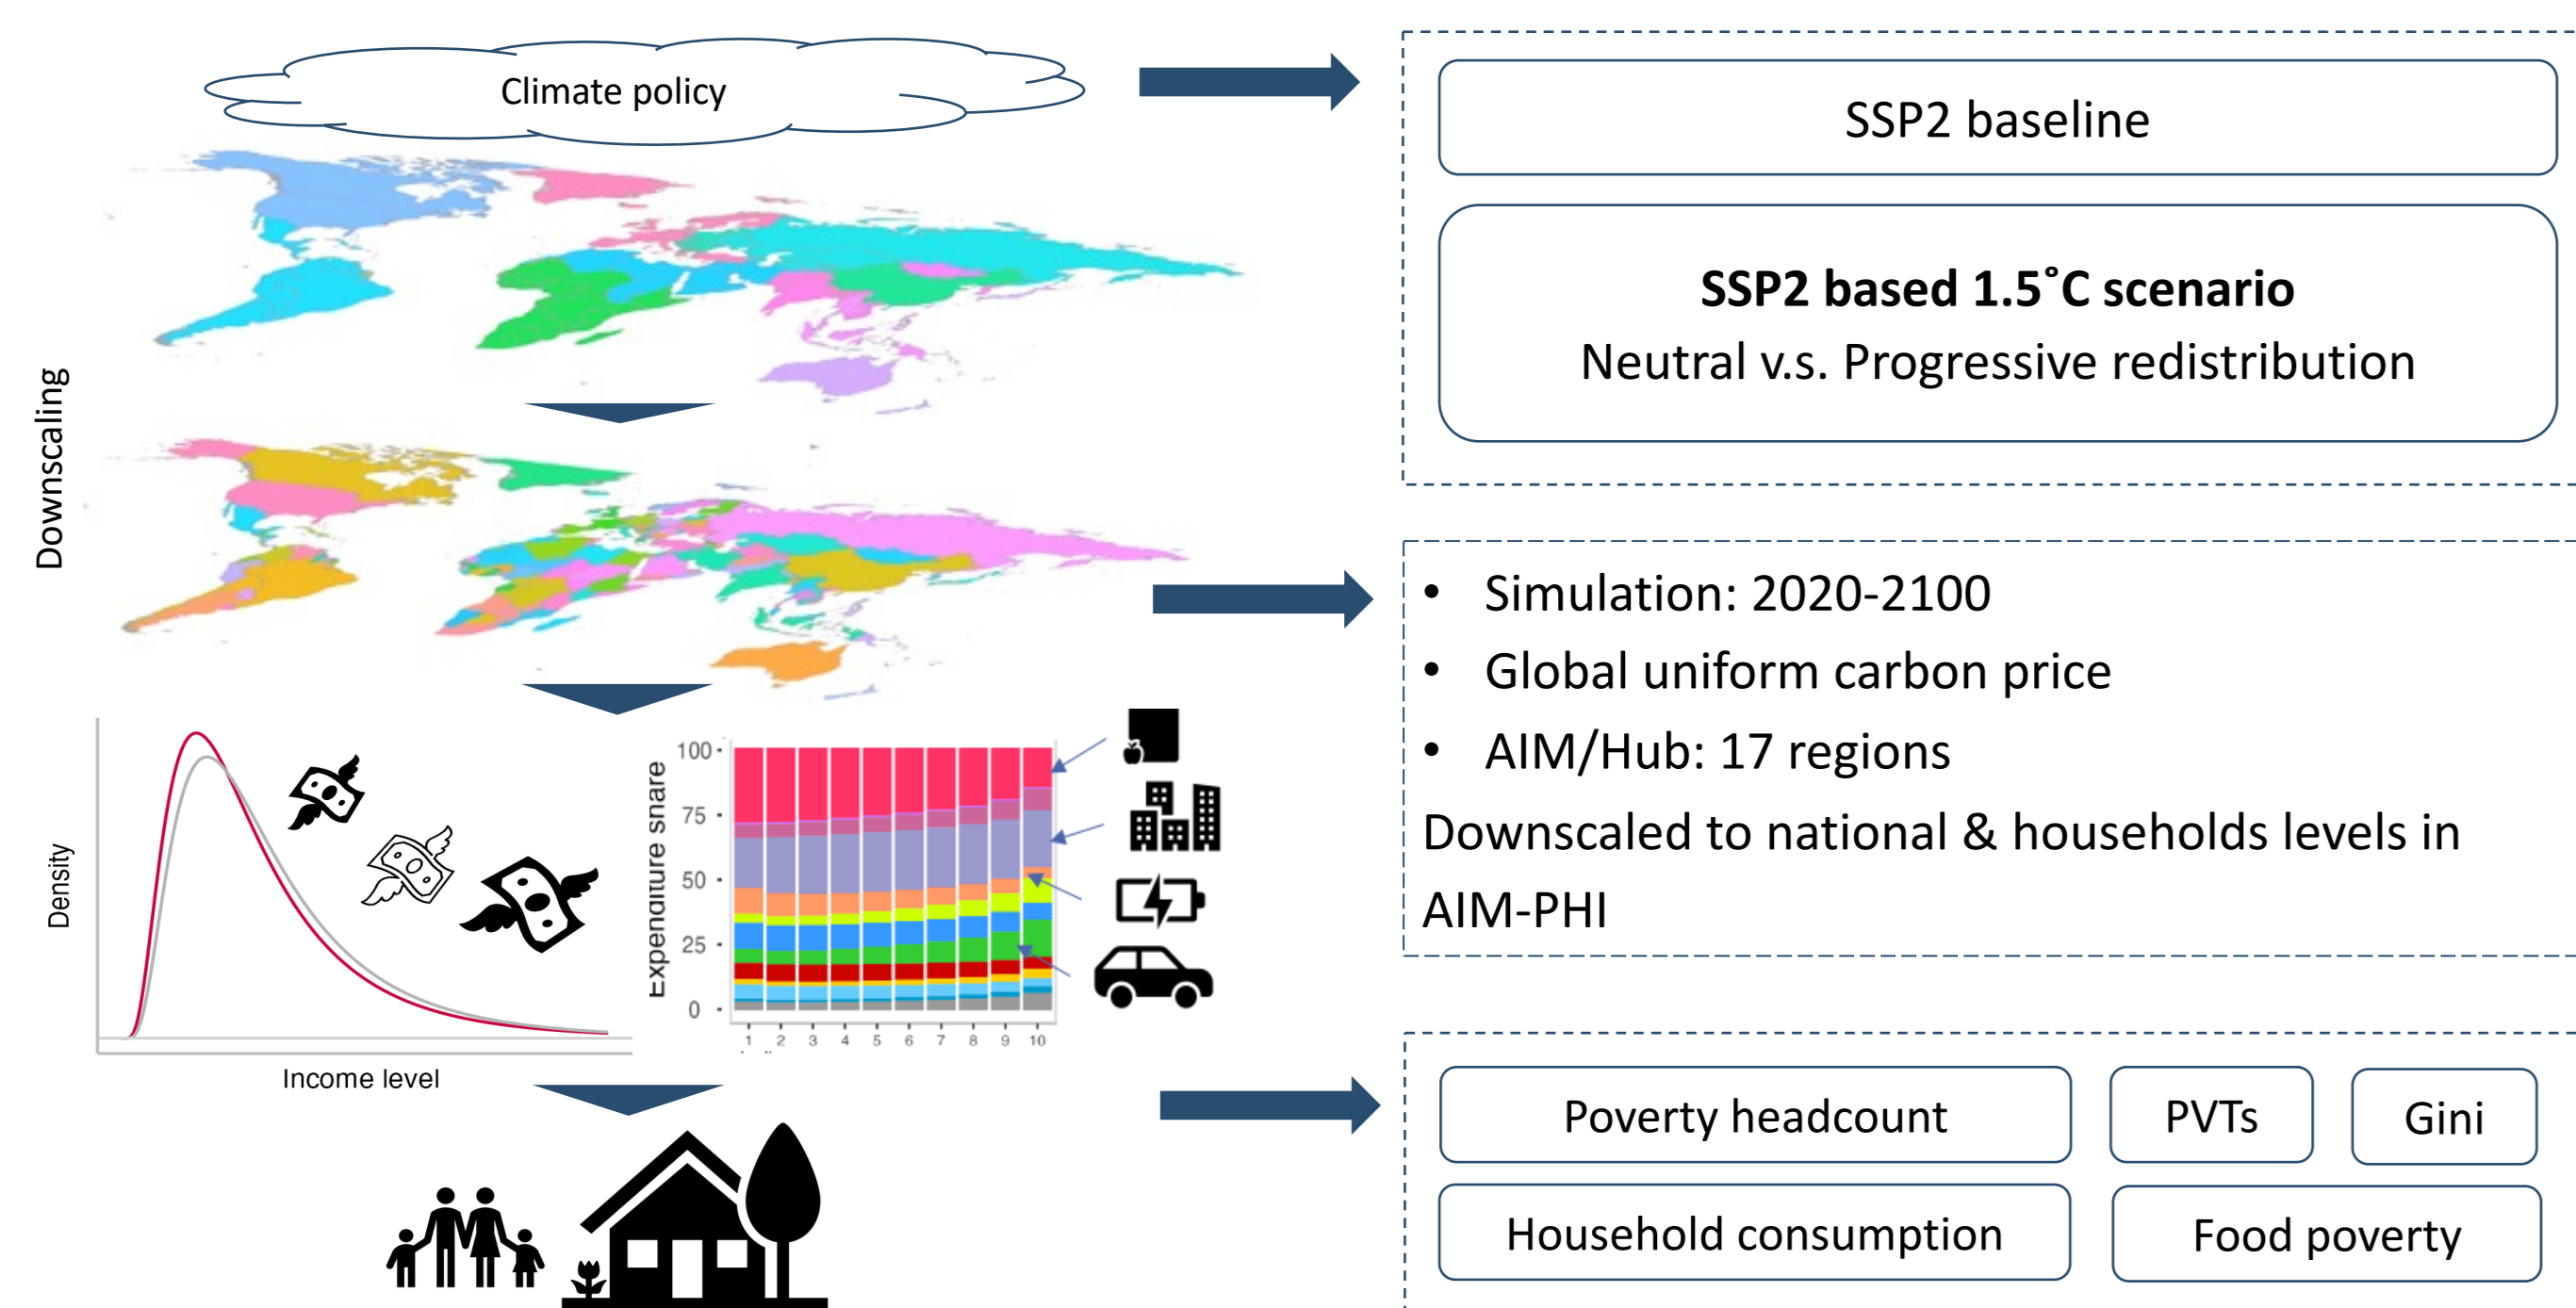 Climate policy
SSP2 baseline
SSP2 based 1.5°C scenario
Neutral v.s. Progressive redistribution
Downscaling
• Simulation: 2020-2100
• Global uniform carbon price
• AIM/Hub: 17 regions
Downscaled to national & households levels in
AIM-PHI
Density
Income level
Expenditure share
100
75
50
25
0
1 2 3 4 5 6 7 8 9 10
Poverty headcount
PVTs
Gini
Household consumption
Food poverty